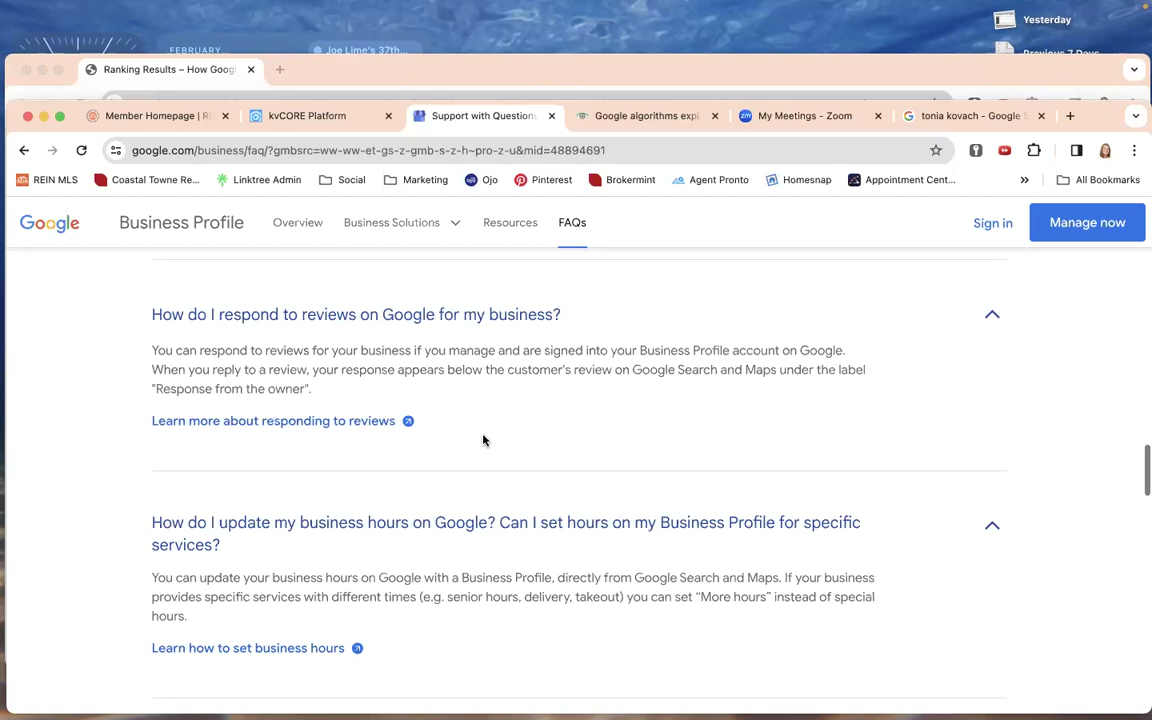 Yesterday
FEBRUARY...
Joe Lime's 37th...
Previous 7 Days
Ranking Results – How Goog
Member Homepage | R
kvCORE Platform
Support with Questions
Google algorithms expl
My Meetings - Zoom
tonia kovach - Google S
google.com/business/faq/?gmbsrc=ww-ww-et-gs-z-gmb-s-z-h~pro-z-u&mid=48894691
REIN MLS
Coastal Towne Re...
Linktree Admin
Social
Marketing
Ojo
Pinterest
Brokermint
Agent Pronto
Homesnap
Appointment Cent...
»
All Bookmarks
Google Business Profile
Overview
Business Solutions
Resources
FAQs
Sign in
Manage now
How do I respond to reviews on Google for my business?
You can respond to reviews for your business if you manage and are signed into your Business Profile account on Google.
When you reply to a review, your response appears below the customer's review on Google Search and Maps under the label
"Response from the owner".
Learn more about responding to reviews
How do I update my business hours on Google? Can I set hours on my Business Profile for specific
services?
You can update your business hours on Google with a Business Profile, directly from Google Search and Maps. If your business
provides specific services with different times (e.g. senior hours, delivery, takeout) you can set “More hours” instead of special
hours.
Learn how to set business hours